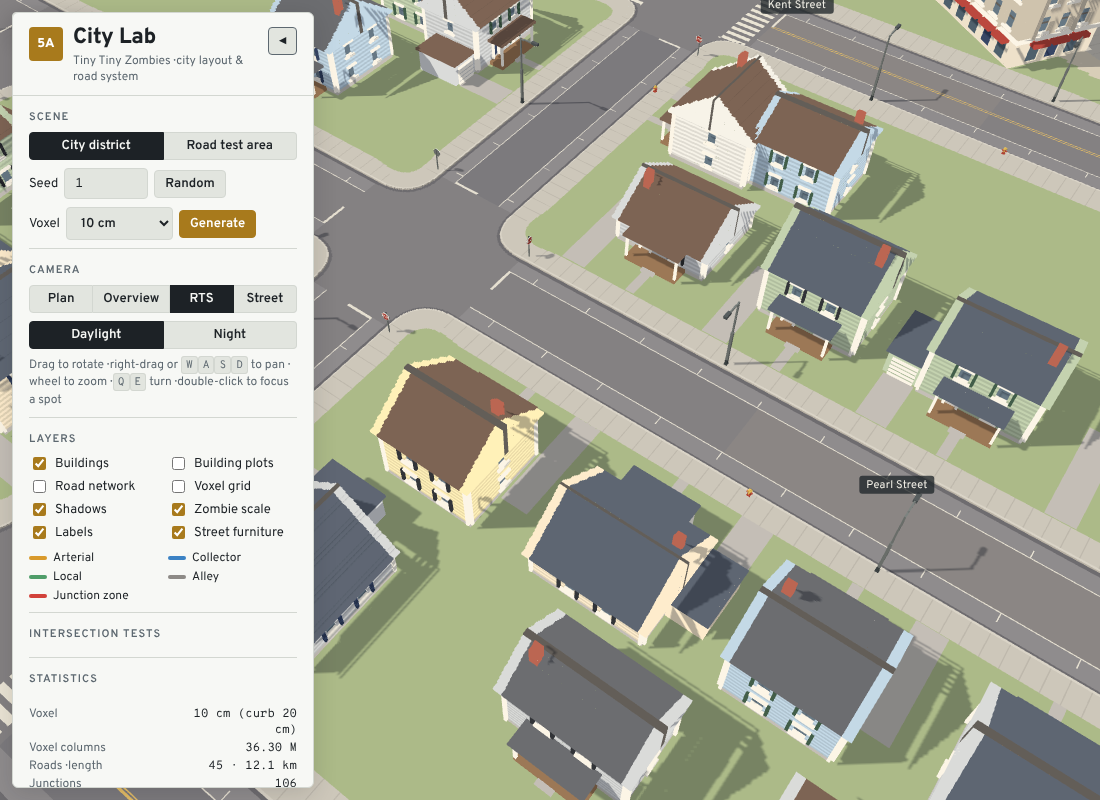 5A
City Lab
◄
Tiny Tiny Zombies ·city layout &
road system
SCENE
City district
Road test area
Seed
1
Random
Voxel
10 cm
Generate
CAMERA
Plan
Overview
RTS
Street
Daylight
Night
Drag to rotate ·right-drag or W A S D to pan ·
wheel to zoom · Q E turn ·double-click to focus
a spot
LAYERS
Buildings
Building plots
Road network
Voxel grid
Shadows
Zombie scale
Labels
Street furniture
Arterial
Collector
Local
Alley
Junction zone
INTERSECTION TESTS
STATISTICS
Voxel 10 cm (curb 20
cm)
Voxel columns 36.30 M
Roads ·length 45 · 12.1 km
Junctions 106
Kent Street
Pearl Street